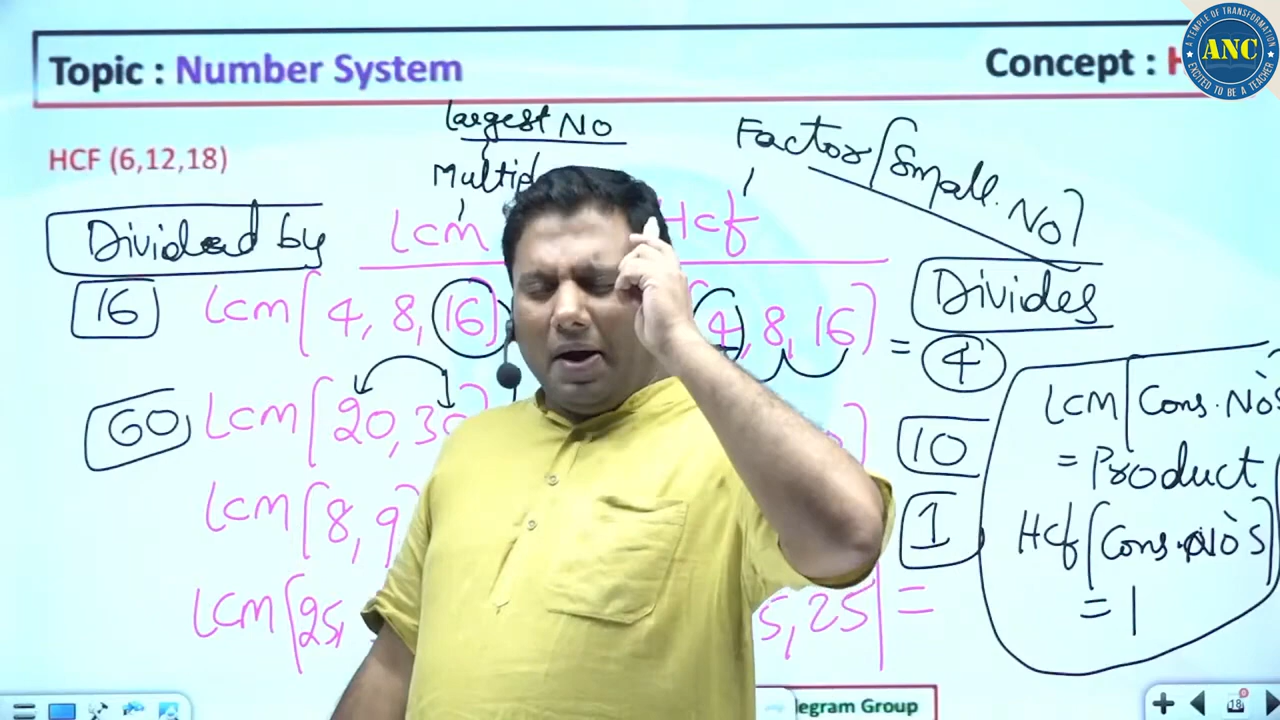 Topic : Number System
Concept :
A TEMPLE OF TRANSFORMATION
ANC
EXCITED TO BE A TEACHER
HCF (6,12,18)
largest No
Factor (Small. No)
Divided by
Lcm
Hcf
Divides
16
Lcm(4, 8, 16)
4, 8, 16)
= 4
60
Lcm(20, 30
10
Lcm(8, 9)
1
Lcm(25,
5, 25) =
LCM(Cons. No's
= Product
Hcf(Cons. No's)
= 1
Group
18